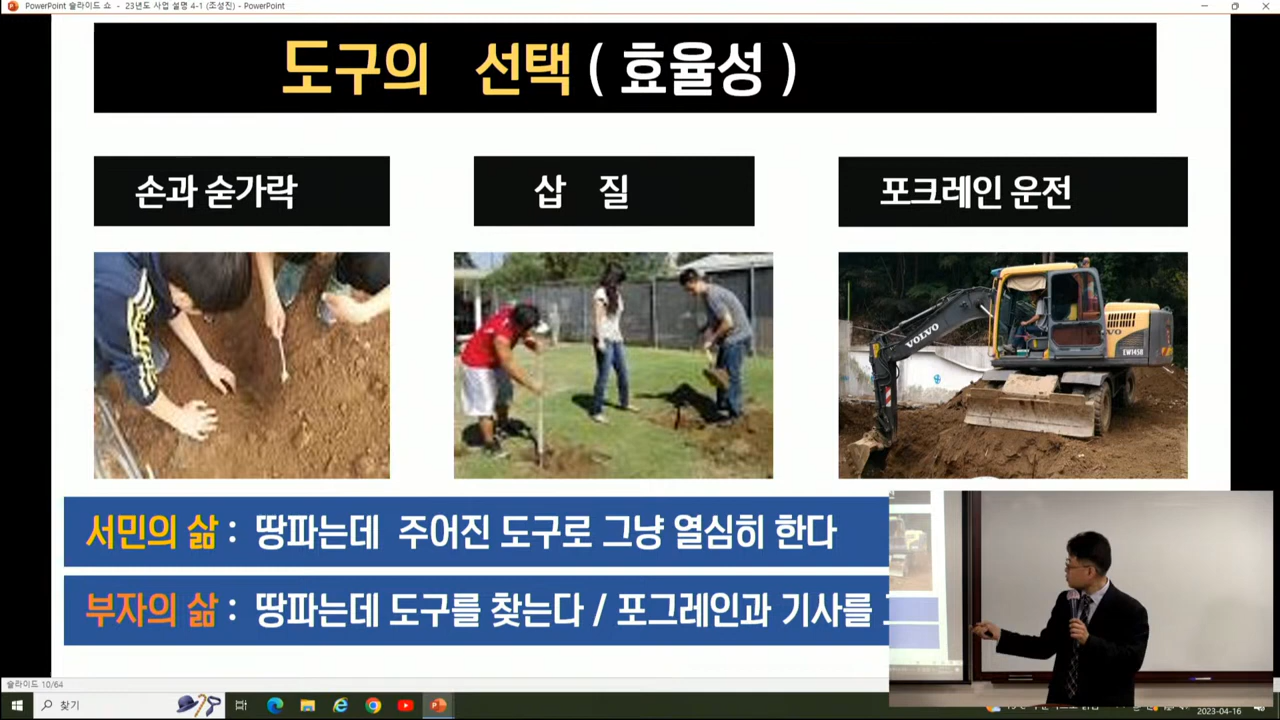 PowerPoint 슬라이드 쇼 - 23년도 사업 설명 4-1 (조성진) - PowerPoint
도구의 선택 ( 효율성 )
손과 숟가락
삽 질
포크레인 운전
VOLVO
EW145B
서민의 삶 : 땅파는데 주어진 도구로 그냥 열심히 한다
부자의 삶 : 땅파는데 도구를 찾는다 / 포그레인과 기사를
슬라이드 10/64
찾기
2023-04-16